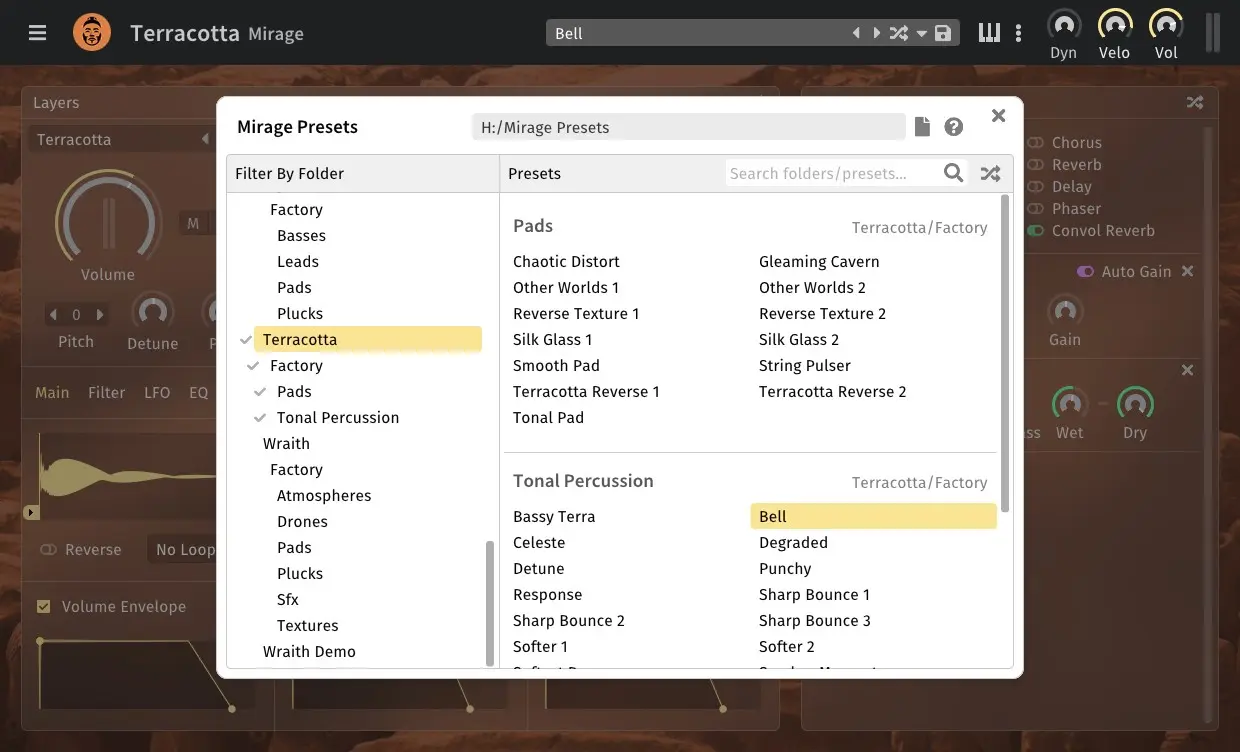 Terracotta Mirage
Bell
Dyn Velo Vol
Layers
Terracotta
M
Volume
0
Pitch Detune
Main Filter LFO EQ
Reverse No Loop
Volume Envelope
Mirage Presets
H:/Mirage Presets
Filter By Folder
Factory
Basses
Leads
Pads
Plucks
Terracotta
Factory
Pads
Tonal Percussion
Wraith
Factory
Atmospheres
Drones
Pads
Plucks
Sfx
Textures
Wraith Demo
Presets
Search folders/presets...
Pads Terracotta/Factory
Chaotic Distort Gleaming Cavern
Other Worlds 1 Other Worlds 2
Reverse Texture 1 Reverse Texture 2
Silk Glass 1 Silk Glass 2
Smooth Pad String Pulser
Terracotta Reverse 1 Terracotta Reverse 2
Tonal Pad
Tonal Percussion Terracotta/Factory
Bassy Terra Bell
Celeste Degraded
Detune Punchy
Response Sharp Bounce 1
Sharp Bounce 2 Sharp Bounce 3
Softer 1 Softer 2
Chorus
Reverb
Delay
Phaser
Convol Reverb
Auto Gain
Gain
Wet Dry